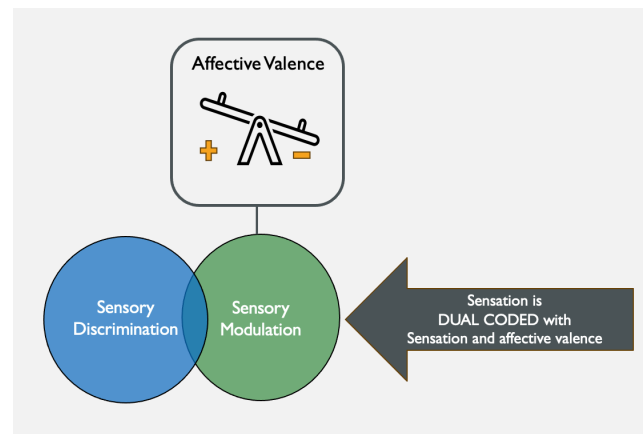 Affective Valence
+
–
Sensory
Discrimination
Sensory
Modulation
Sensation is
DUAL CODED with
Sensation and affective valence